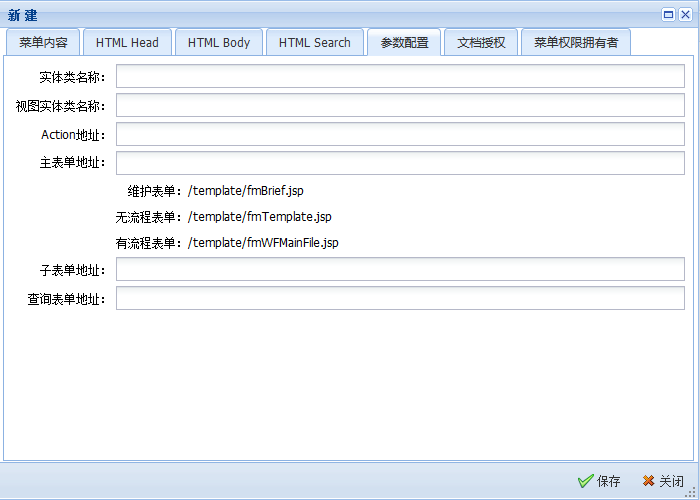 新 建
菜单内容 HTML Head HTML Body HTML Search 参数配置 文档授权 菜单权限拥有者
实体类名称：
视图实体类名称：
Action地址：
主表单地址：
维护表单：/template/fmBrief.jsp
无流程表单：/template/fmTemplate.jsp
有流程表单：/template/fmWFMainFile.jsp
子表单地址：
查询表单地址：
保存 关闭